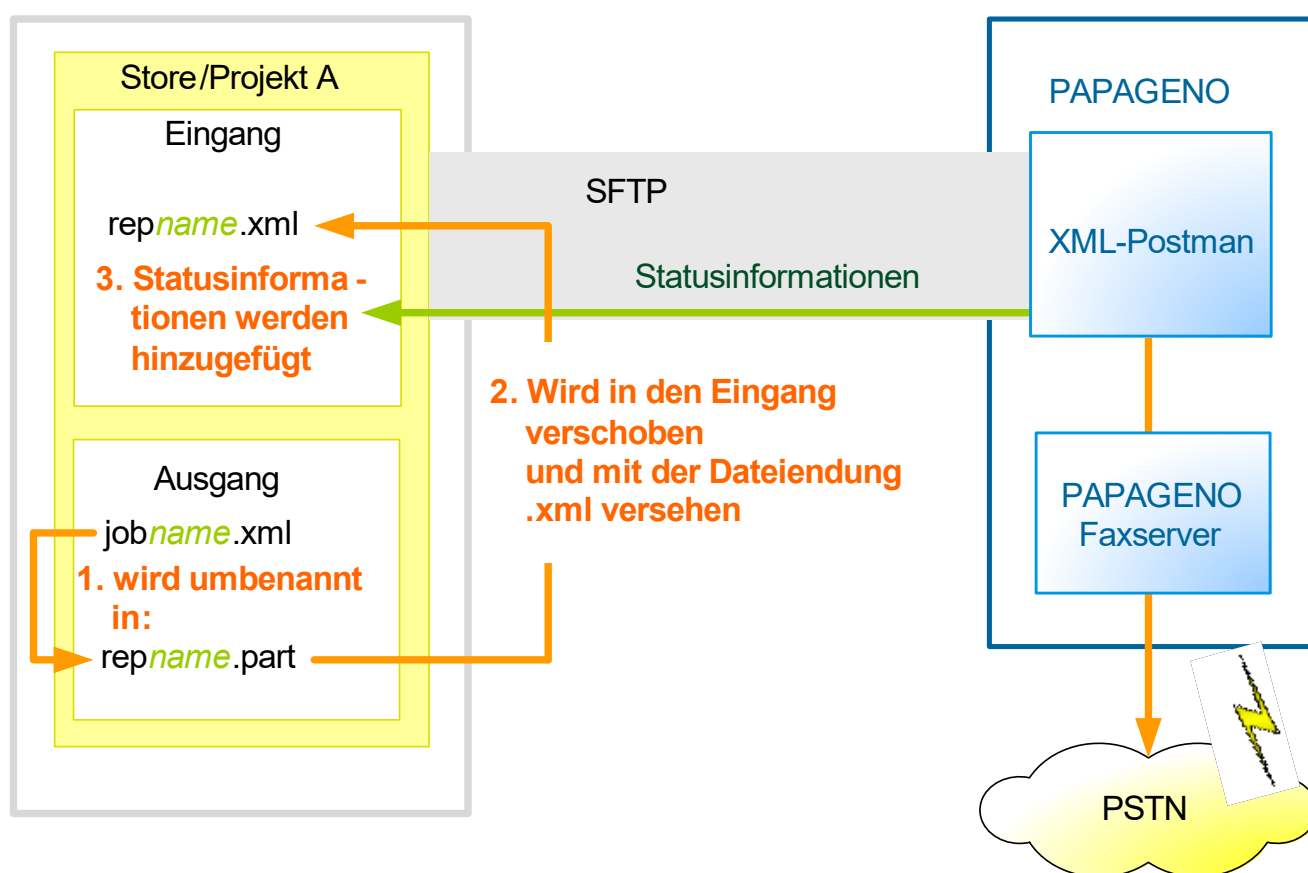 Store/Projekt A
Eingang
repname.xml
3. Statusinforma -
tionen werden
hinzugefügt
Ausgang
jobname.xml
1. wird umbenannt
in:
repname.part
SFTP
Statusinformationen
2. Wird in den Eingang
verschoben
und mit der Dateiendung
.xml versehen
PAPAGENO
XML-Postman
PAPAGENO
Faxserver
PSTN